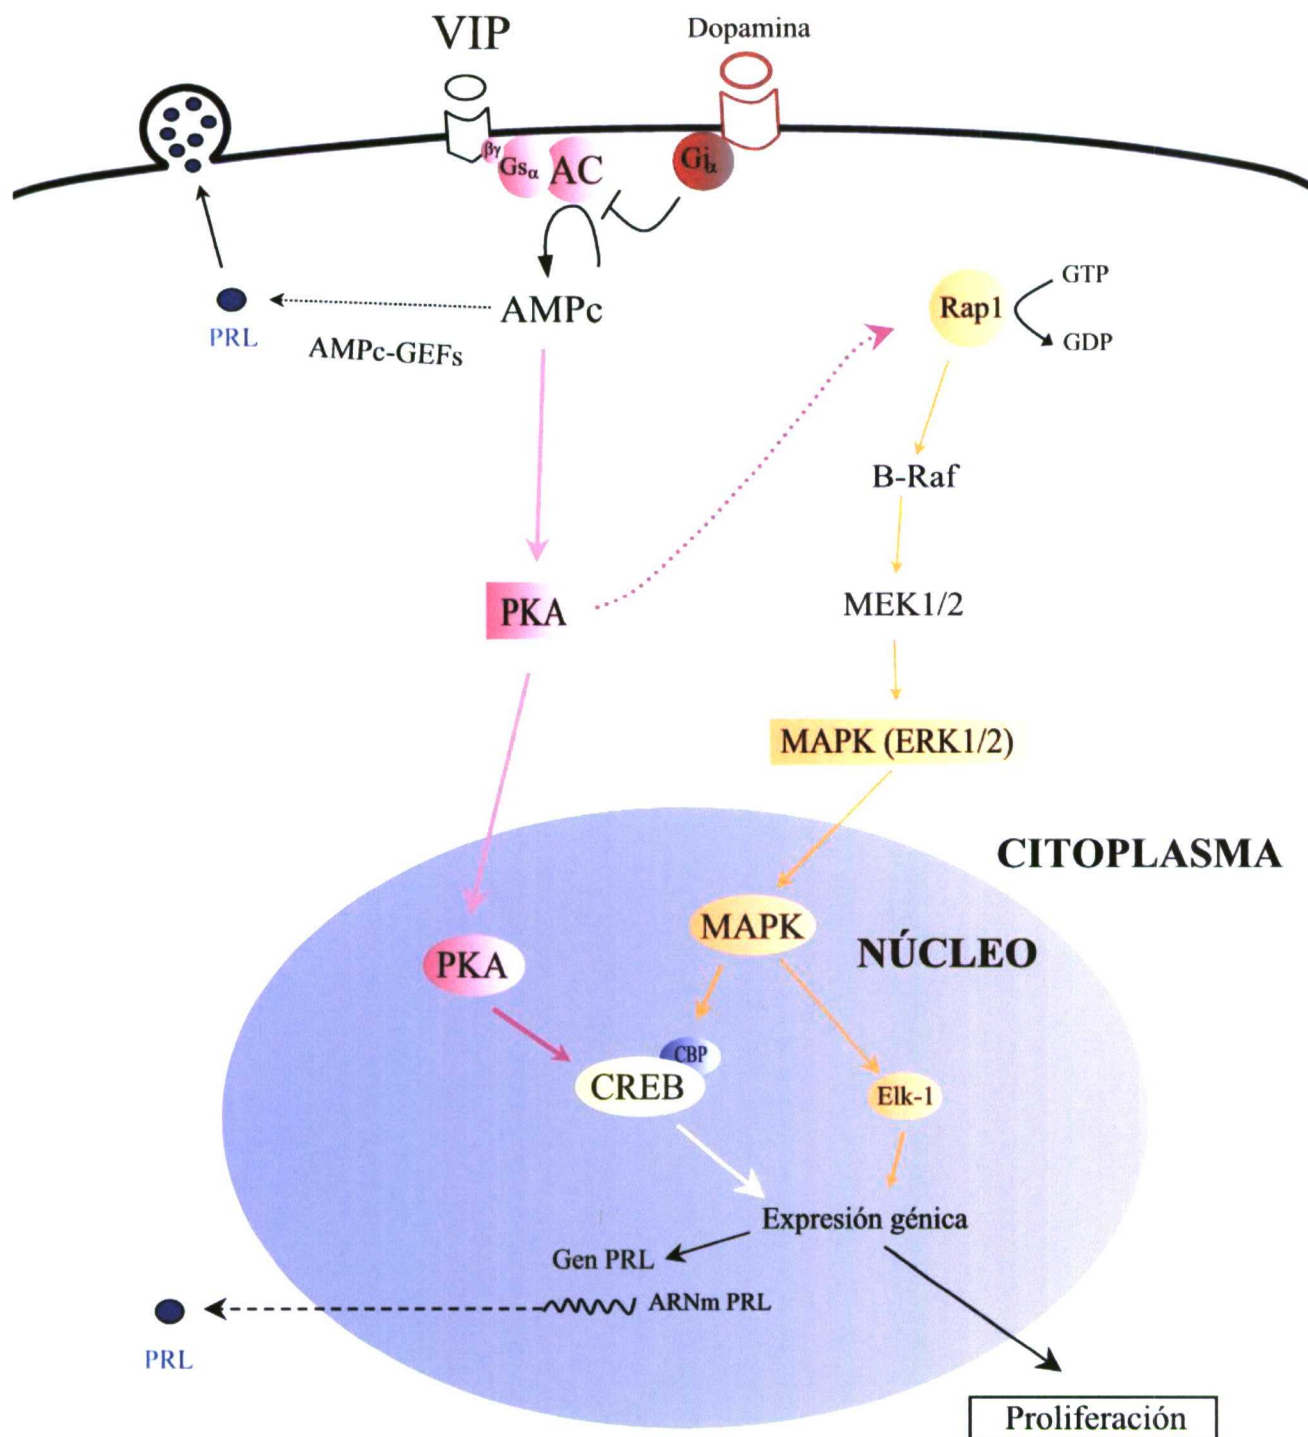 VIP
Dopamina
βγ
Gsα
AC
Giα
AMPc
PRL
AMPc-GEFs
Rap1
GTP
GDP
B-Raf
MEK1/2
PKA
MAPK (ERK1/2)
CITOPLASMA
NÚCLEO
MAPK
PKA
CBP
CREB
Elk-1
Expresión génica
Gen PRL
ARNm PRL
PRL
Proliferación